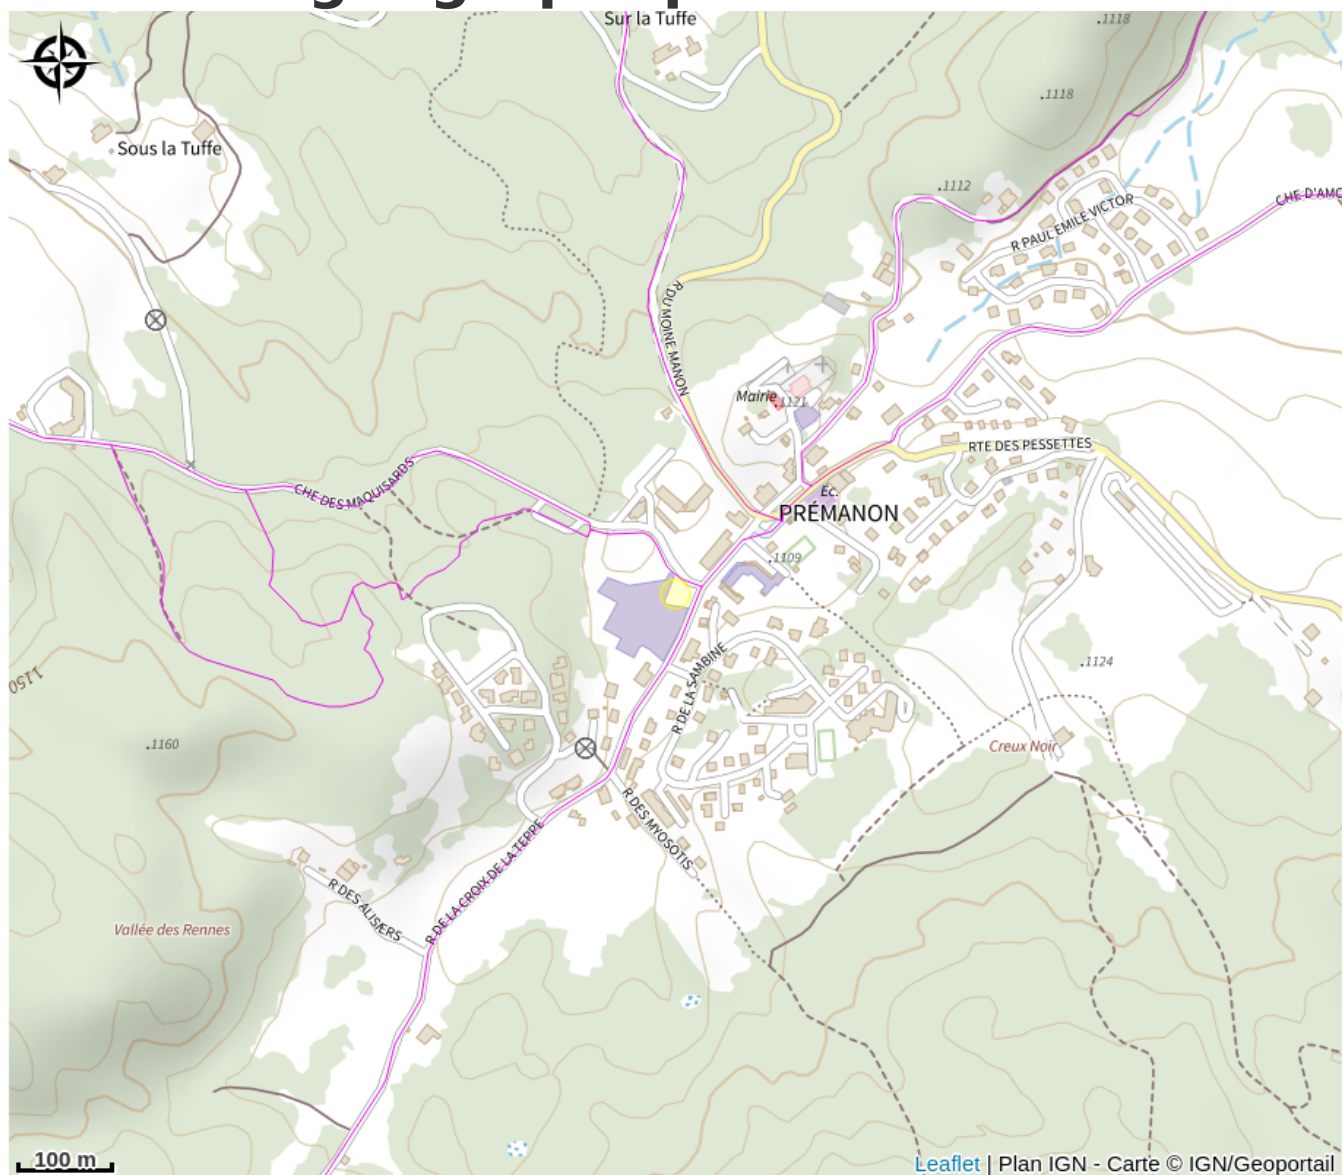 Sur la Tuffe
.1118
.1118
Sous la Tuffe
.1112
CHE D'AMO
R PAUL EMILE VICTOR
R DU MOINE MANON
Mairie
.1121
RTE DES PESSETTES
CHE DES MAQUISARDS
Éc.
PRÉMANON
.1109
R DE LA SAMBINE
.1124
1150
.1160
Creux Noir
R DES MYOSOTIS
R DE LA CROIX DE LA TEPPE
R DES ALISIERS
Vallée des Rennes
100 m
Leaflet | Plan IGN - Carte © IGN/Geoportail